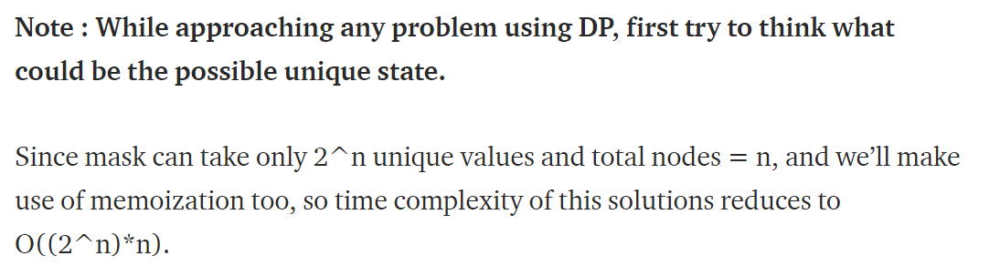 Note : While approaching any problem using DP, first try to think what
could be the possible unique state.
Since mask can take only 2^n unique values and total nodes = n, and we’ll make
use of memoization too, so time complexity of this solutions reduces to
O((2^n)*n).